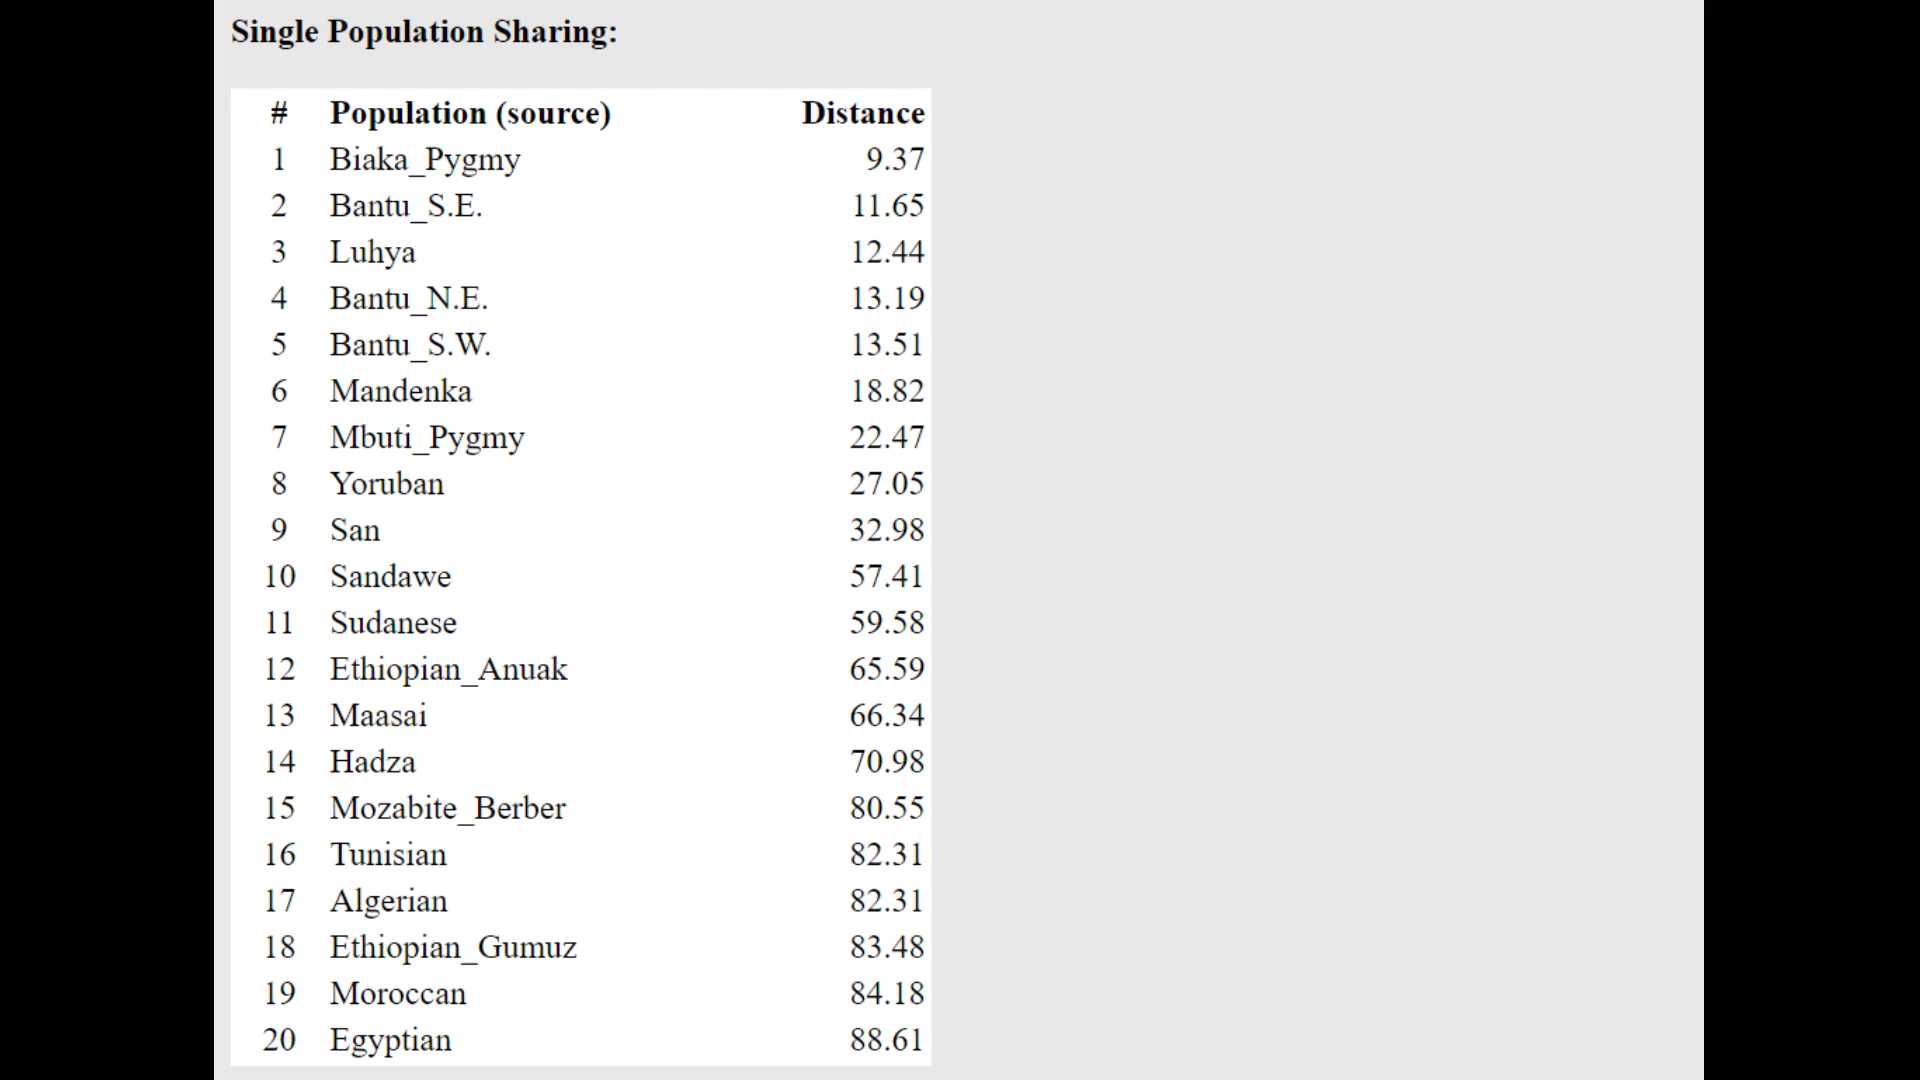 Single Population Sharing:
# Population (source) Distance
1 Biaka_Pygmy 9.37
2 Bantu_S.E. 11.65
3 Luhya 12.44
4 Bantu_N.E. 13.19
5 Bantu_S.W. 13.51
6 Mandenka 18.82
7 Mbuti_Pygmy 22.47
8 Yoruban 27.05
9 San 32.98
10 Sandawe 57.41
11 Sudanese 59.58
12 Ethiopian_Anuak 65.59
13 Maasai 66.34
14 Hadza 70.98
15 Mozabite_Berber 80.55
16 Tunisian 82.31
17 Algerian 82.31
18 Ethiopian_Gumuz 83.48
19 Moroccan 84.18
20 Egyptian 88.61